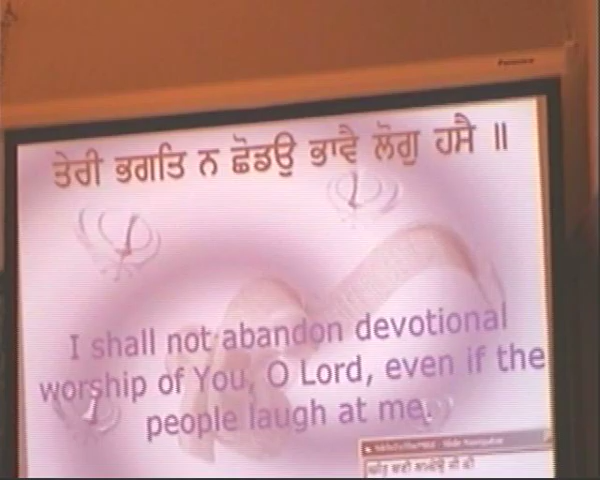 ਤੇਰੀ ਭਗਤਿ ਨ ਛੋਡਉ ਭਾਵੈ ਲੋਗੁ ਹਸੈ ॥
I shall not abandon devotional
worship of You, O Lord, even if the
people laugh at me.